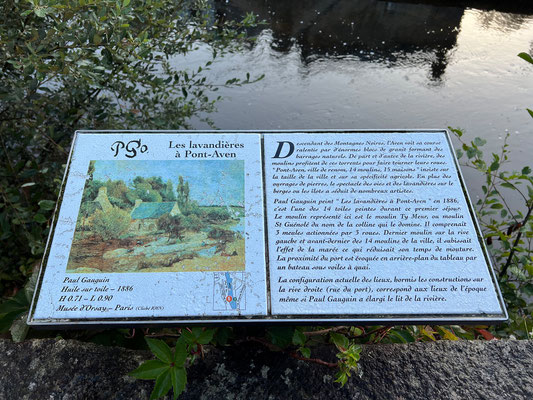 PGo
Les lavandières
à Pont-Aven
Paul Gauguin
Huile sur toile – 1886
H 0.71 – L 0.90
Musée d'Orsay – Paris (Cliché RMN)
Descendant des Montagnes Noires, l'Aven voit sa course
ralentie par d'énormes blocs de granit formant des
barrages naturels. De part et d'autre de la rivière, des
moulins profitent de ces torrents pour faire tourner leurs roues.
"Pont-Aven, ville de renom, 14 moulins, 15 maisons" insiste sur
la taille de la ville et sur sa spécificité agricole. En plus des
ouvrages de pierres, le spectacle des oies et des lavandières sur le
berges ou les îlots a séduit de nombreux artistes.
Paul Gauguin peint "Les lavandières à Pont-Aven" en 1886,
c'est l'une des 14 toiles peintes durant ce premier séjour.
Le moulin représenté ici est le moulin Ty Meur, ou moulin
St Guénolé du nom de la colline qui le domine. Il comprenait
3 meules actionnées par 3 roues. Dernier moulin sur la rive
gauche et avant-dernier des 14 moulins de la ville, il subissait
l'effet de la marée ce qui réduisait son temps de mouture.
La proximité du port est évoquée en arrière-plan du tableau par
un bateau sous voiles à quai.
La configuration actuelle des lieux, hormis les constructions sur
la rive droite (rue du port), correspond aux lieux de l'époque
même si Paul Gauguin a élargi le lit de la rivière.